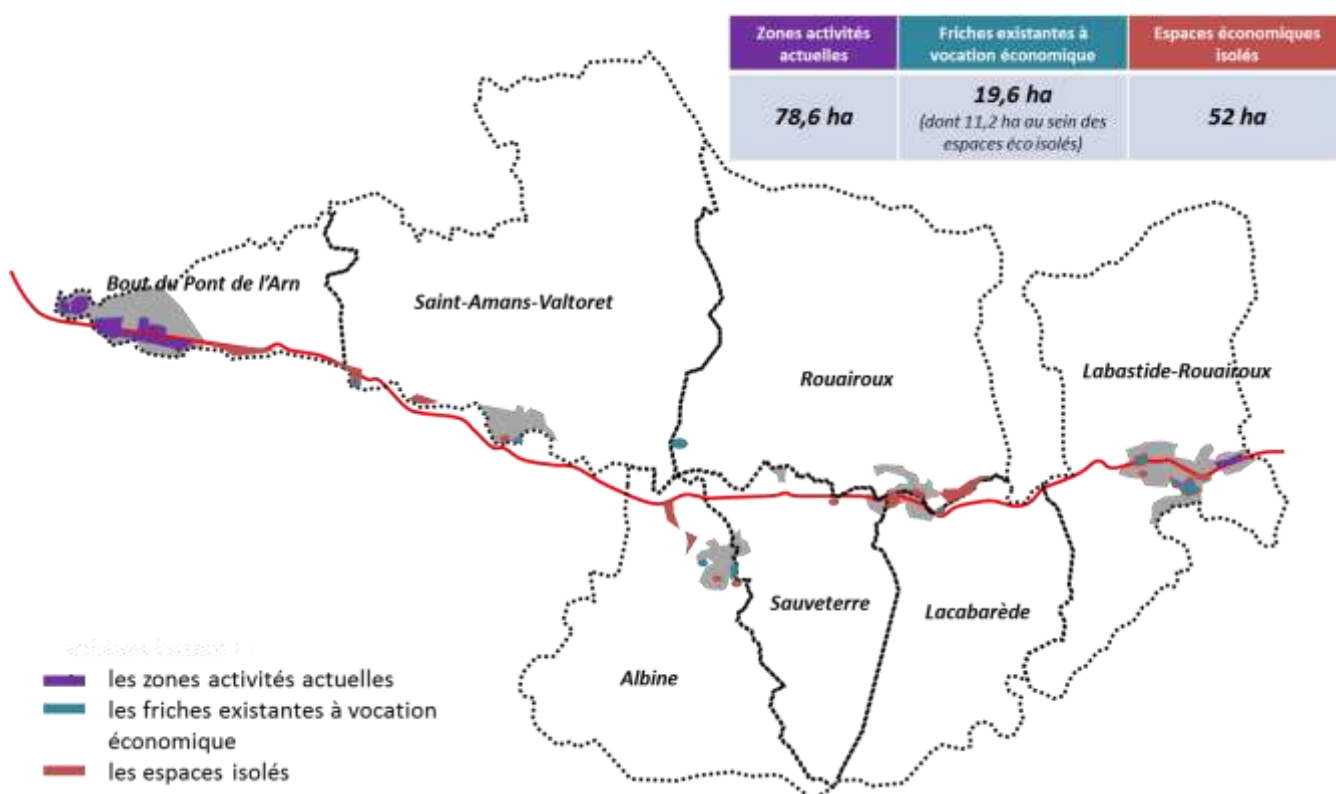 Zones activités
actuelles
Friches existantes à
vocation économique
Espaces économiques
isolés
78,6 ha
19,6 ha
(dont 11,2 ha au sein des
espaces éco isolés)
52 ha
Bout du Pont de l'Arn
Saint-Amans-Valtoret
Rouairoux
Labastide-Rouairoux
Sauveterre
Lacabarède
Albine
les zones activités actuelles
les friches existantes à vocation
économique
les espaces isolés